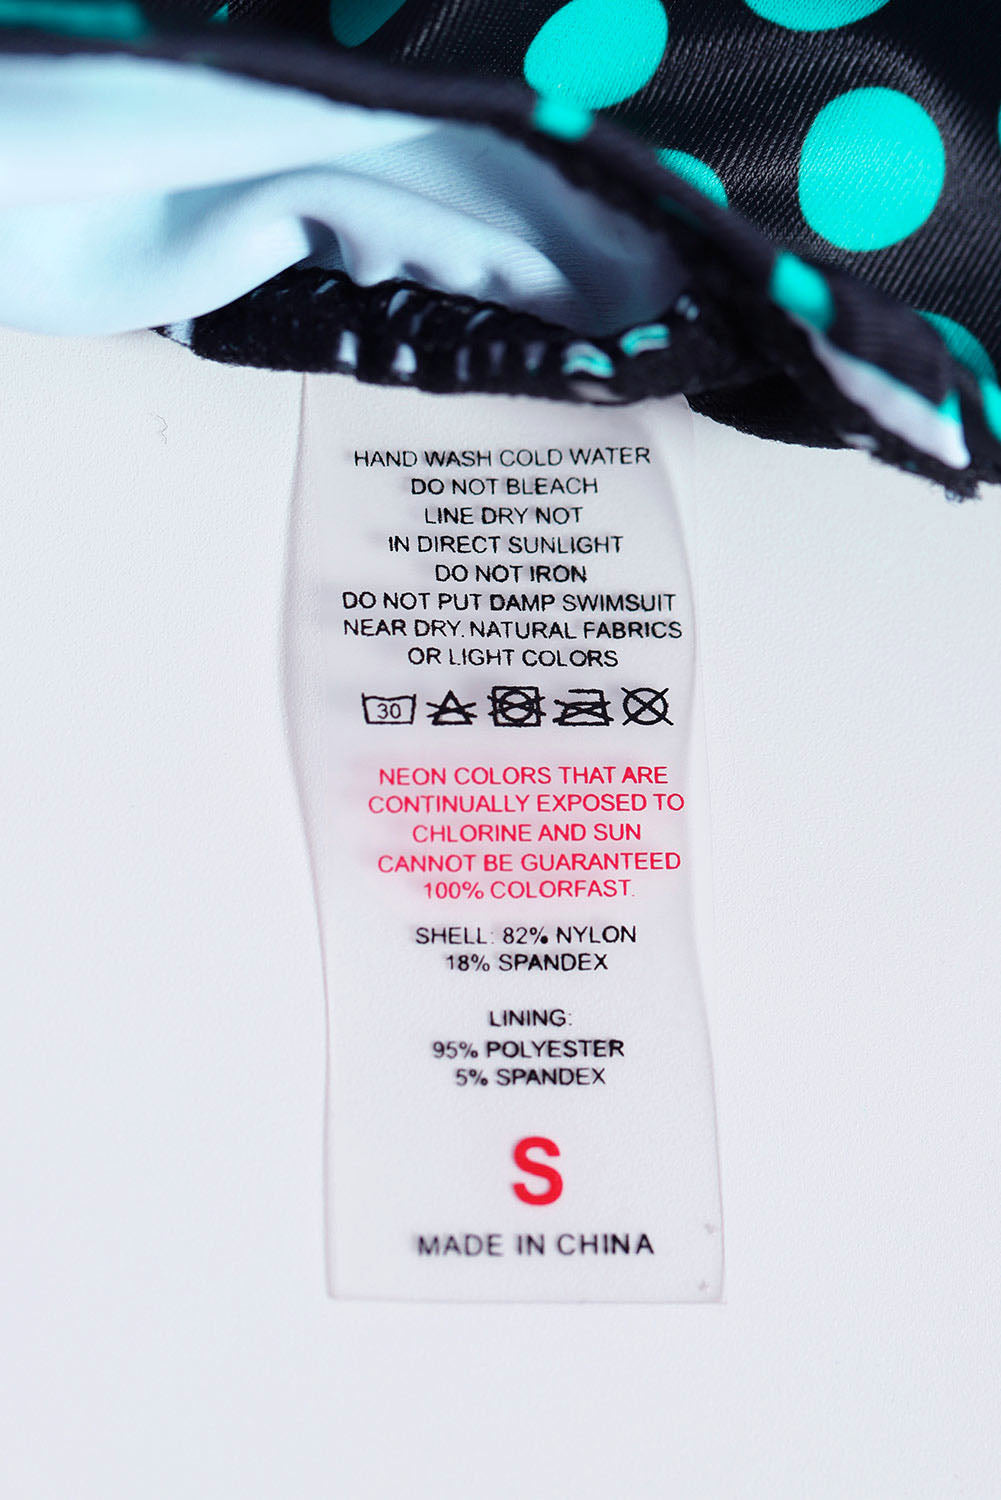 HAND WASH COLD WATER
DO NOT BLEACH
LINE DRY NOT
IN DIRECT SUNLIGHT
DO NOT IRON
DO NOT PUT DAMP SWIMSUIT
NEAR DRY. NATURAL FABRICS
OR LIGHT COLORS
30
NEON COLORS THAT ARE
CONTINUALLY EXPOSED TO
CHLORINE AND SUN
CANNOT BE GUARANTEED
100% COLORFAST.
SHELL: 82% NYLON
18% SPANDEX
LINING:
95% POLYESTER
5% SPANDEX
S
MADE IN CHINA